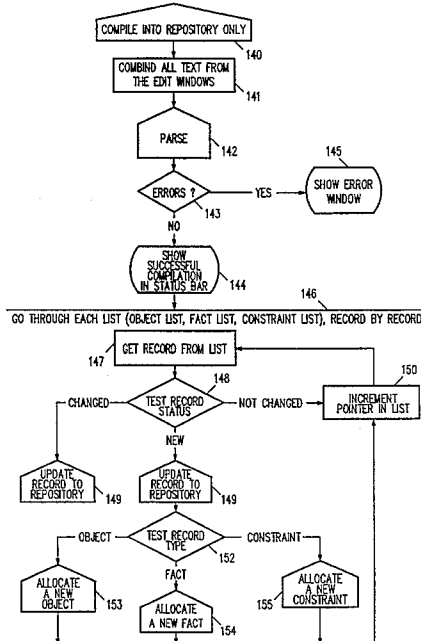 COMPILE INTO REPOSITORY ONLY
140
COMBIND ALL TEXT FROM
THE EDIT WINDOWS
141
PARSE
142
145
ERRORS ?
YES
SHOW ERROR
WINDOW
143
NO
SHOW
SUCCESSFUL
COMPILATION
IN STATUS BAR
144
146
GO THROUGH EACH LIST (OBJECT LIST, FACT LIST, CONSTRAINT LIST), RECORD BY RECORD
147
GET RECORD FROM LIST
148
150
CHANGED
TEST RECORD
STATUS
NOT CHANGED
INCREMENT
POINTER IN LIST
NEW
UPDATE
RECORD TO
REPOSITORY
149
UPDATE
RECORD TO
REPOSITORY
149
OBJECT
TEST RECORD
TYPE
CONSTRAINT
152
FACT
ALLOCATE
A NEW
OBJECT
153
ALLOCATE
A NEW FACT
154
ALLOCATE
A NEW
CONSTRAINT
155